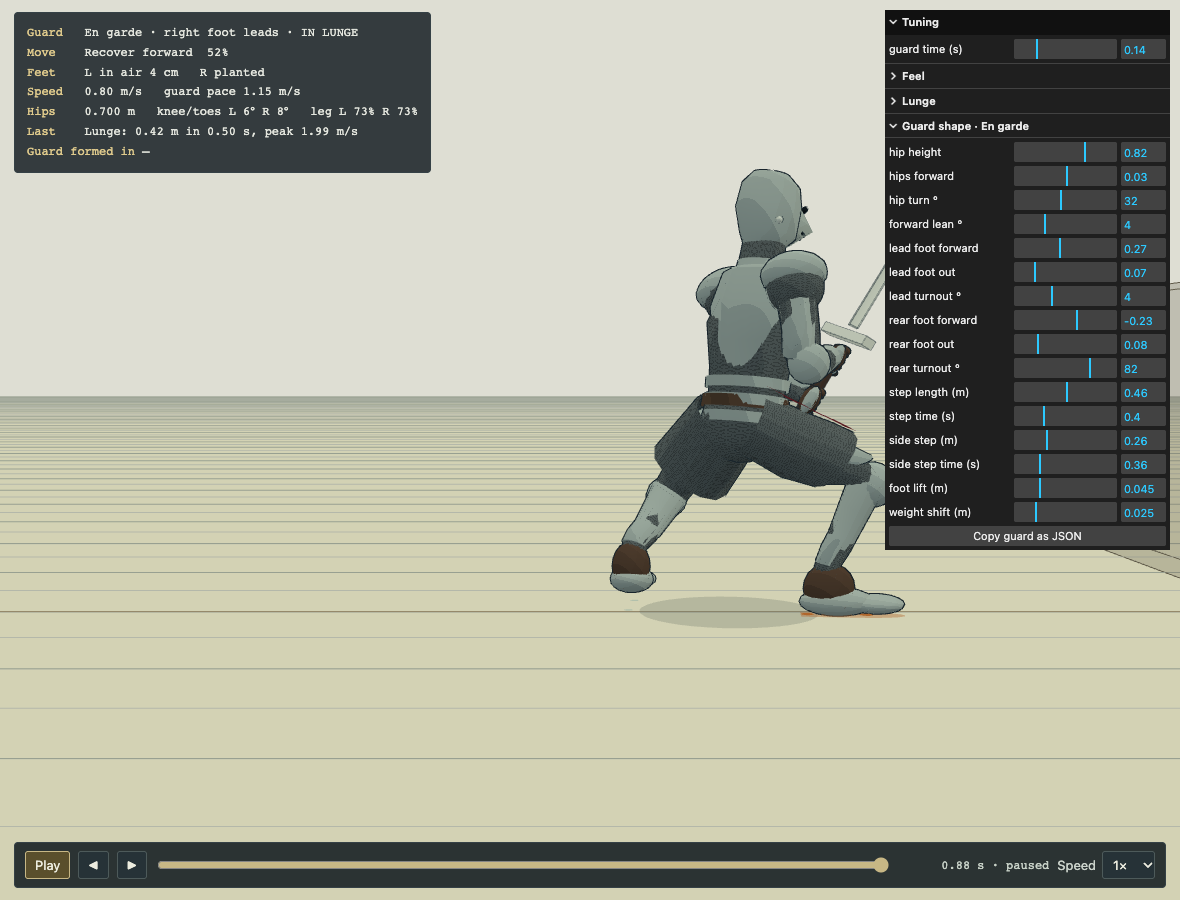 Guard En garde · right foot leads · IN LUNGE
Move Recover forward 52%
Feet L in air 4 cm R planted
Speed 0.80 m/s guard pace 1.15 m/s
Hips 0.700 m knee/toes L 6° R 8° leg L 73% R 73%
Last Lunge: 0.42 m in 0.50 s, peak 1.99 m/s
Guard formed in —
Tuning
guard time (s) 0.14
Feel
Lunge
Guard shape · En garde
hip height 0.82
hips forward 0.03
hip turn ° 32
forward lean ° 4
lead foot forward 0.27
lead foot out 0.07
lead turnout ° 4
rear foot forward -0.23
rear foot out 0.08
rear turnout ° 82
step length (m) 0.46
step time (s) 0.4
side step (m) 0.26
side step time (s) 0.36
foot lift (m) 0.045
weight shift (m) 0.025
Copy guard as JSON
Play ◄ ► 0.88 s · paused Speed 1×